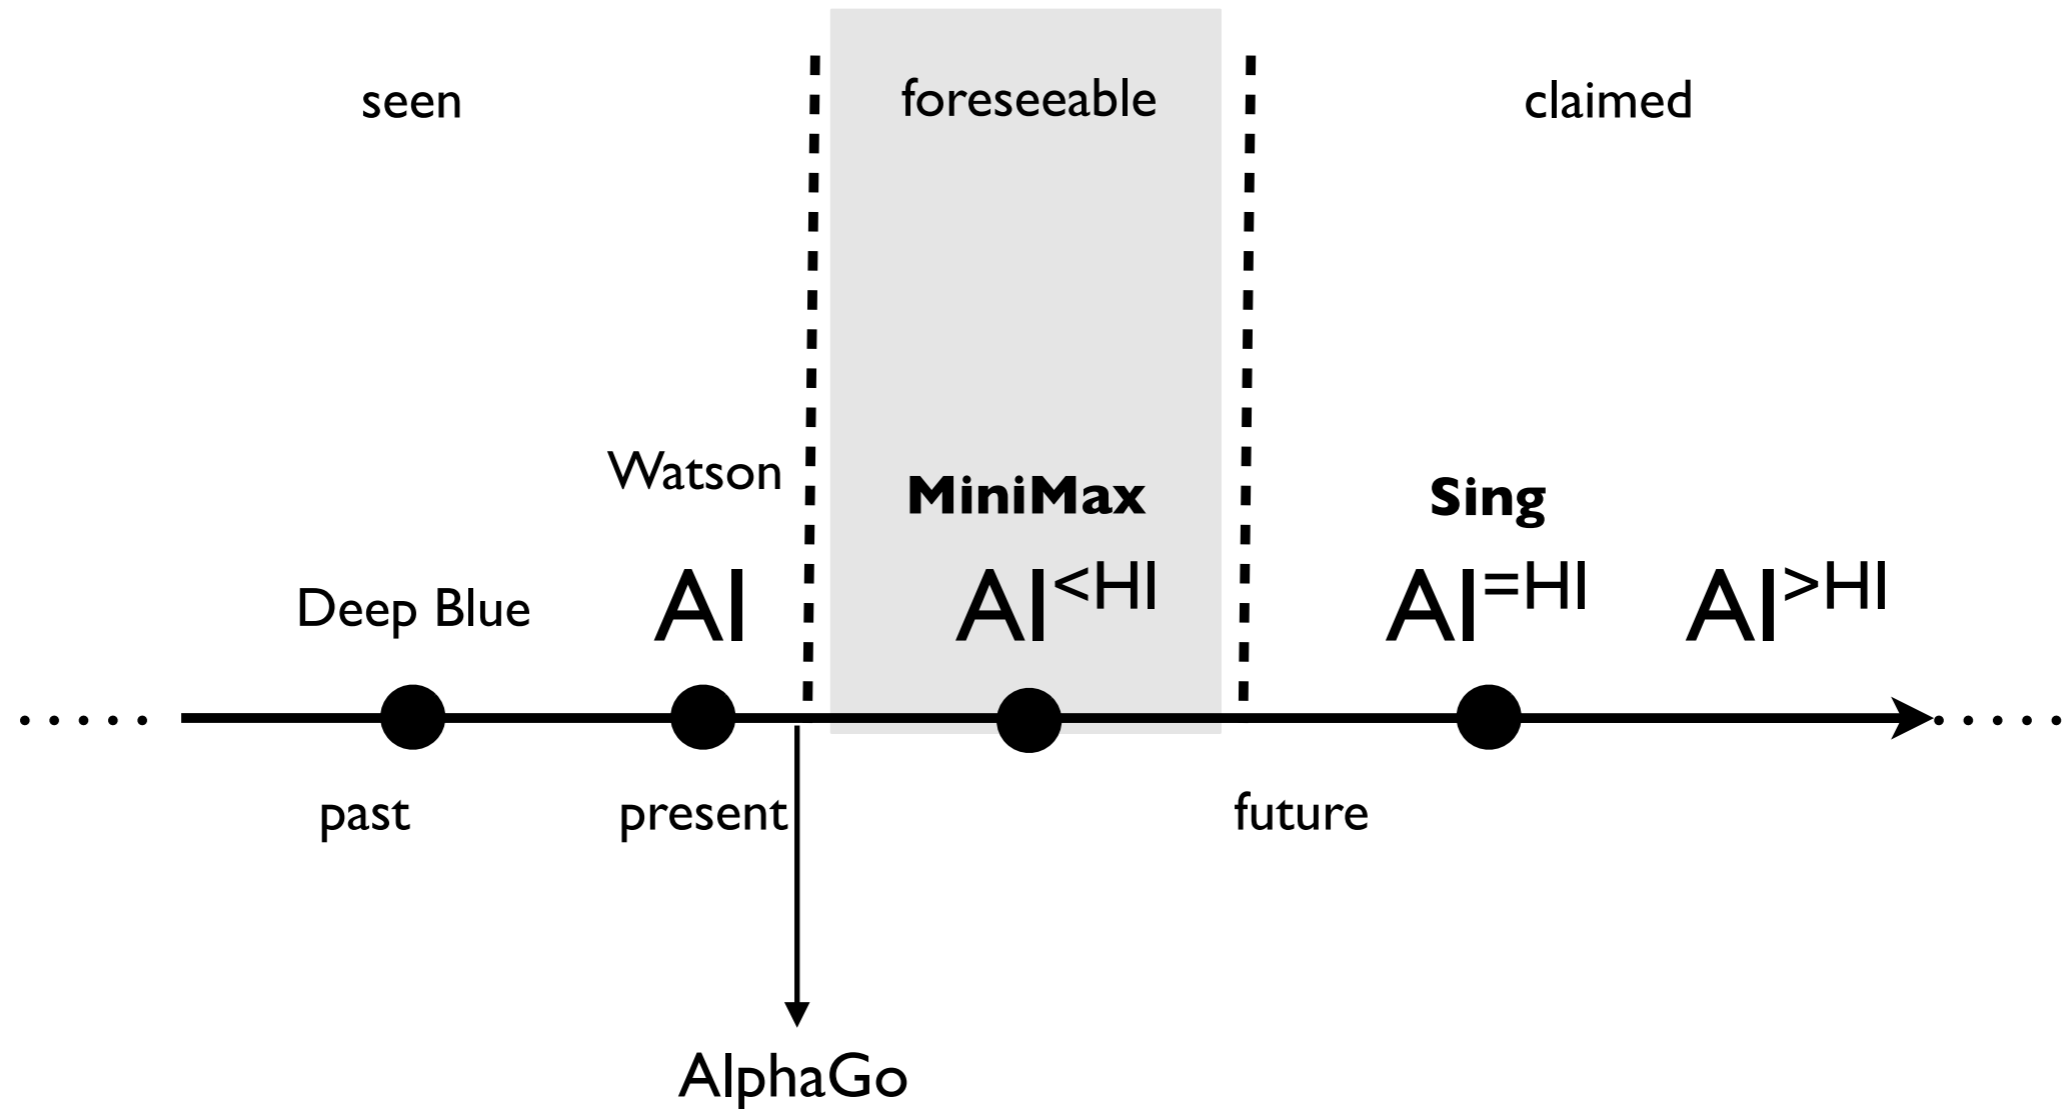 seen
foreseeable
claimed
Watson
MiniMax
Sing
Deep Blue
AI
AI<HI
AI=HI
AI>HI
past
present
future
AlphaGo